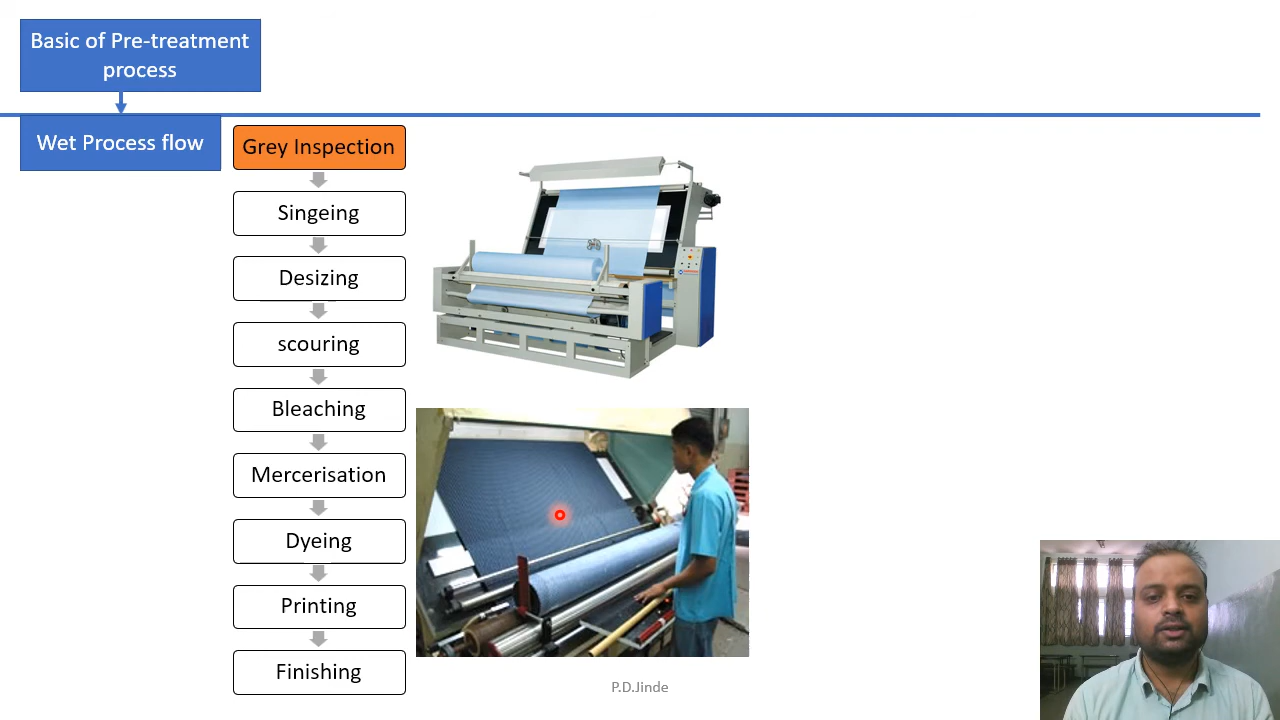 Basic of Pre-treatment
process
Wet Process flow
Grey Inspection
Singeing
Desizing
scouring
Bleaching
Mercerisation
Dyeing
Printing
Finishing
P.D.Jinde